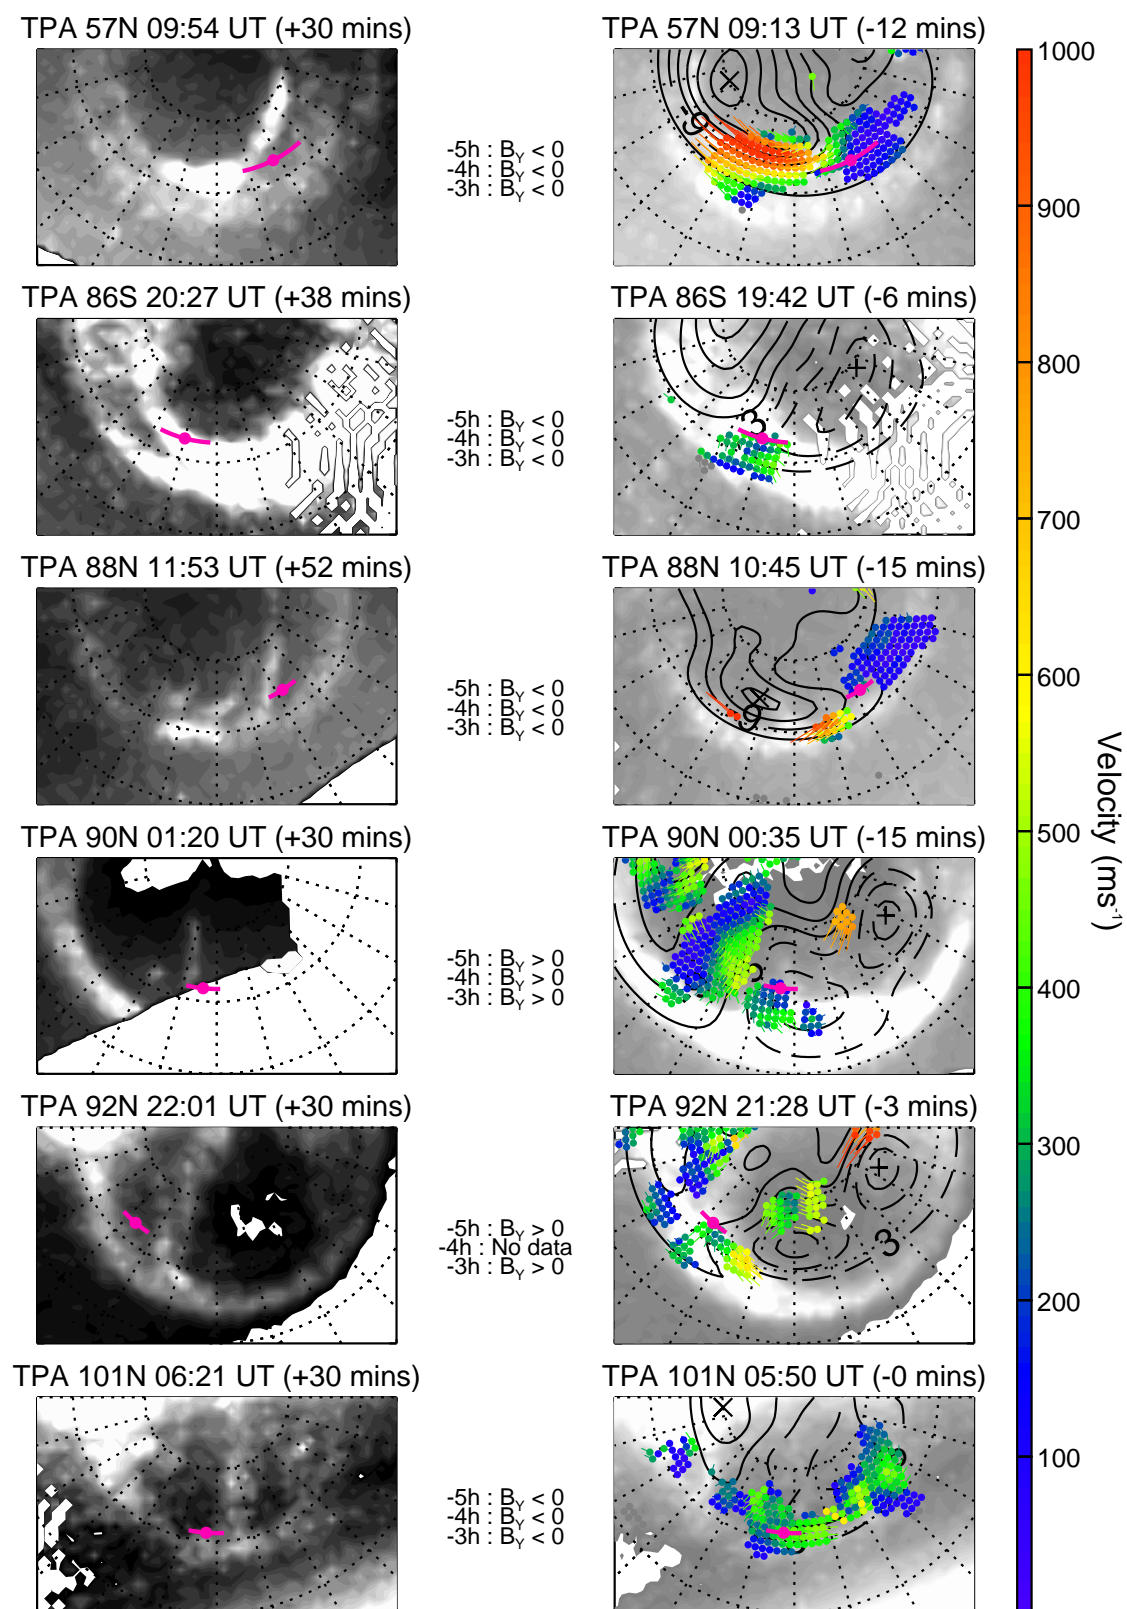 TPA 57N 09:54 UT (+30 mins)
TPA 57N 09:13 UT (-12 mins)
-5h : BY < 0
-4h : BY < 0
-3h : BY < 0
TPA 86S 20:27 UT (+38 mins)
TPA 86S 19:42 UT (-6 mins)
3
-5h : BY < 0
-4h : BY < 0
-3h : BY < 0
TPA 88N 11:53 UT (+52 mins)
TPA 88N 10:45 UT (-15 mins)
-5h : BY < 0
-4h : BY < 0
-3h : BY < 0
TPA 90N 01:20 UT (+30 mins)
TPA 90N 00:35 UT (-15 mins)
-5h : BY > 0
-4h : BY > 0
-3h : BY > 0
TPA 92N 22:01 UT (+30 mins)
TPA 92N 21:28 UT (-3 mins)
3
-5h : BY > 0
-4h : No data
-3h : BY > 0
TPA 101N 06:21 UT (+30 mins)
TPA 101N 05:50 UT (-0 mins)
-5h : BY < 0
-4h : BY < 0
-3h : BY < 0
1000
900
800
700
600
500
400
300
200
100
Velocity (ms-1)